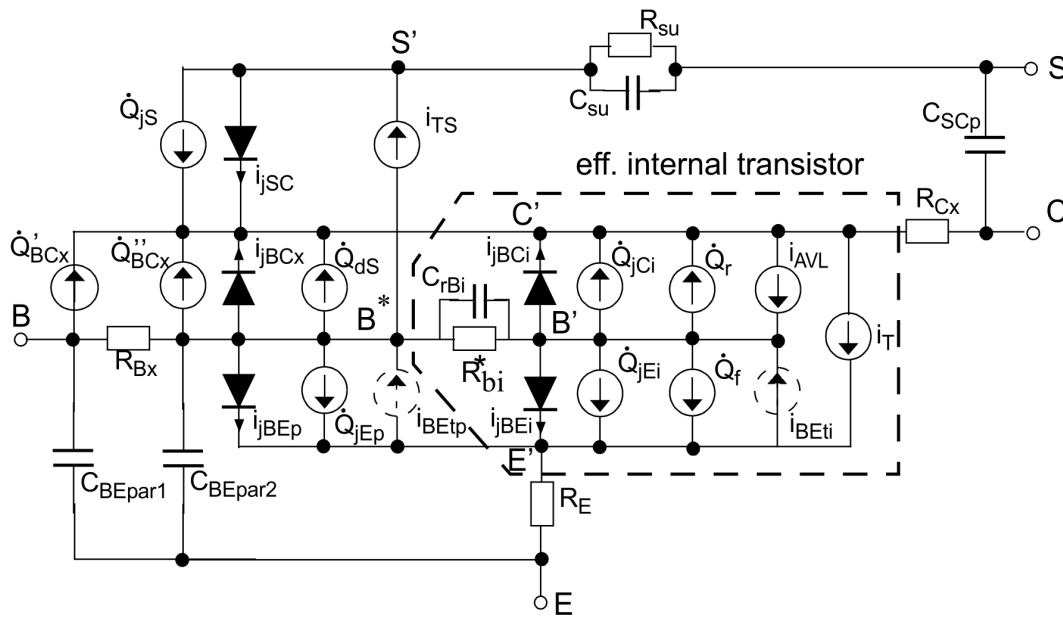 R_su
S'
S
C_su
Q̇_jS
i_TS
C_SCp
i_jSC
eff. internal transistor
R_Cx
C'
C
Q̇'_BCx
Q̇''_BCx
i_jBCx
Q̇_dS
i_jBCi
Q̇_jCi
Q̇_r
i_AVL
C_rBi
B*
B
B'
i_T
R_Bx
R*_bi
Q̇_jEi
Q̇_f
i_jBEp
Q̇_jEp
i_BEtp
i_jBEi
i_BEti
E'
C_BEpar1
C_BEpar2
R_E
E